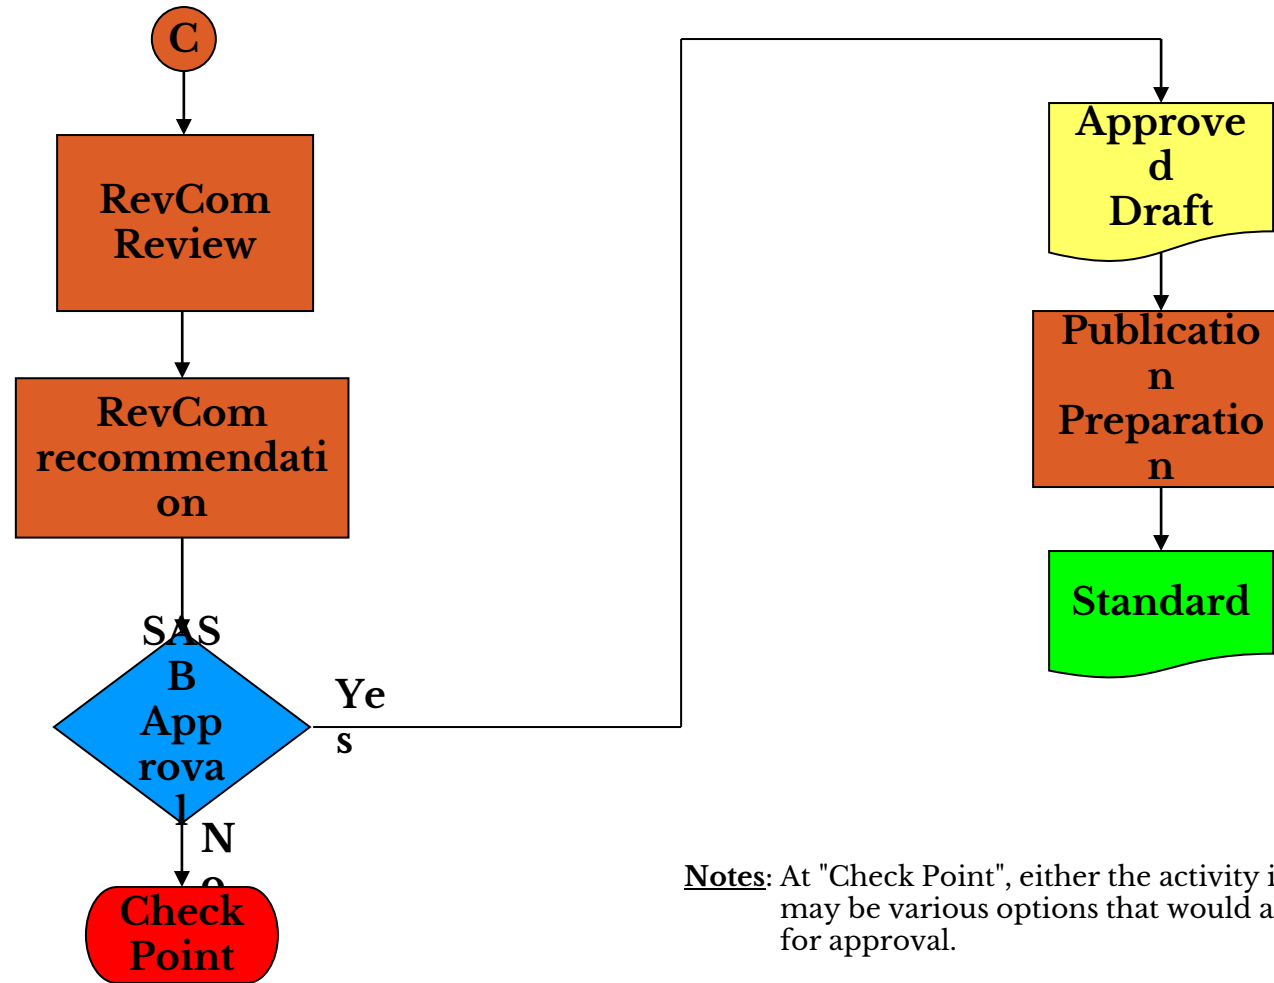 C
RevCom
Review
RevCom
recommendati
on
SAS
B
App
rova
l
Ye
s
N
o
Check
Point
Approve
d
Draft
Publicatio
n
Preparatio
n
Standard
Notes: At "Check Point", either the activity i
may be various options that would a
for approval.